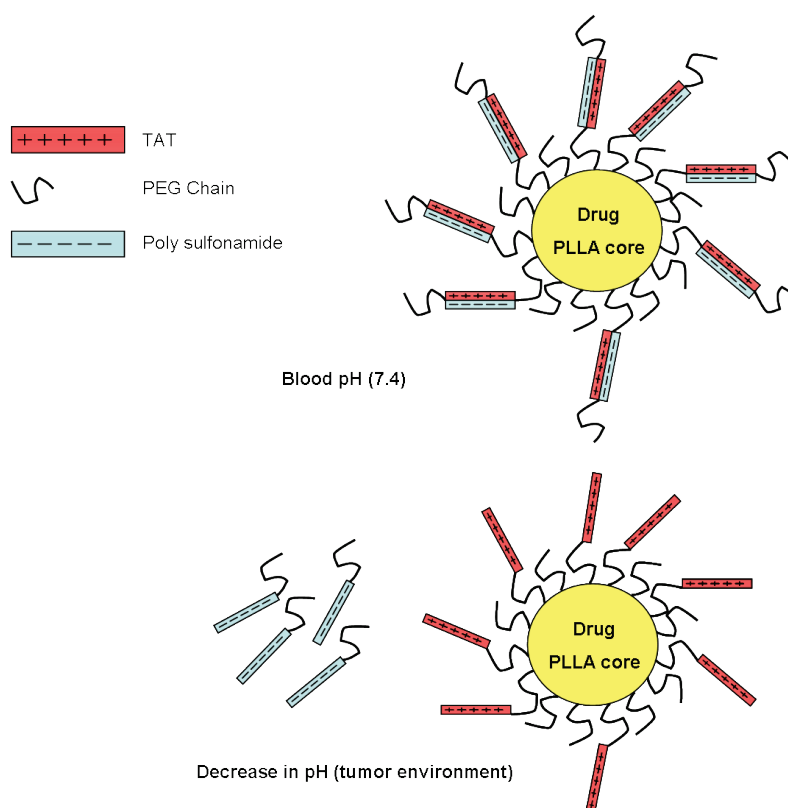 + + + + +
TAT
PEG Chain
– – – – – –
Poly sulfonamide
Drug
PLLA core
Blood pH (7.4)
Drug
PLLA core
Decrease in pH (tumor environment)